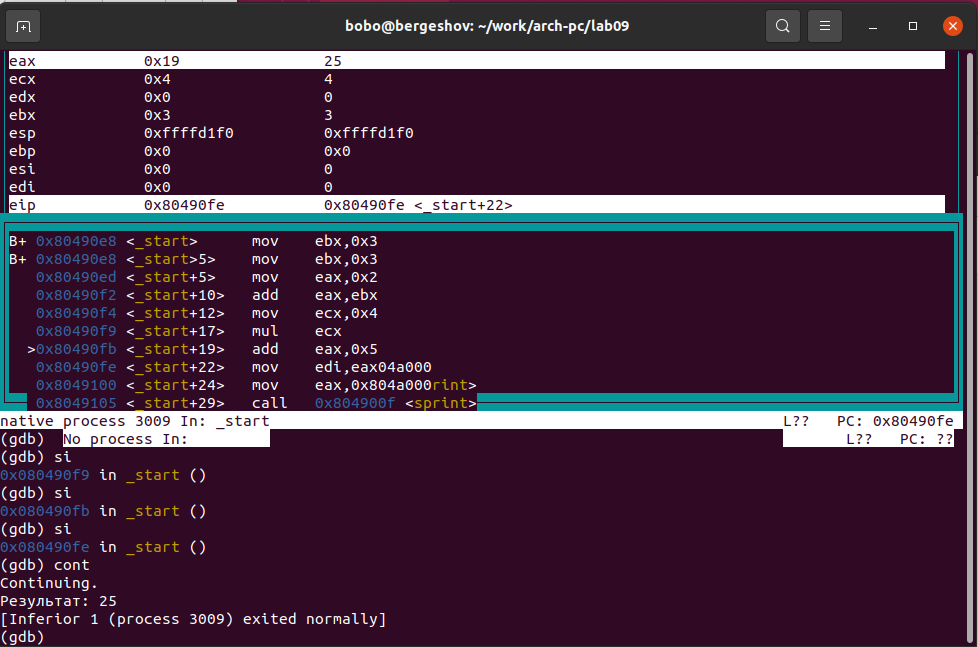 bobo@bergeshov: ~/work/arch-pc/lab09
eax 0x19 25
ecx 0x4 4
edx 0x0 0
ebx 0x3 3
esp 0xffffd1f0 0xffffd1f0
ebp 0x0 0x0
esi 0x0 0
edi 0x0 0
eip 0x80490fe 0x80490fe <_start+22>
B+ 0x80490e8 <_start> mov ebx,0x3
B+ 0x80490e8 <_start>5> mov ebx,0x3
0x80490ed <_start+5> mov eax,0x2
0x80490f2 <_start+10> add eax,ebx
0x80490f4 <_start+12> mov ecx,0x4
0x80490f9 <_start+17> mul ecx
>0x80490fb <_start+19> add eax,0x5
0x80490fe <_start+22> mov edi,eax04a000
0x8049100 <_start+24> mov eax,0x804a000rint>
0x8049105 <_start+29> call 0x804900f <sprint>
native process 3009 In: _start L?? PC: 0x80490fe
(gdb) No process In: L?? PC: ??
(gdb) si
0x080490f9 in _start ()
(gdb) si
0x080490fb in _start ()
(gdb) si
0x080490fe in _start ()
(gdb) cont
Continuing.
Результат: 25
[Inferior 1 (process 3009) exited normally]
(gdb)